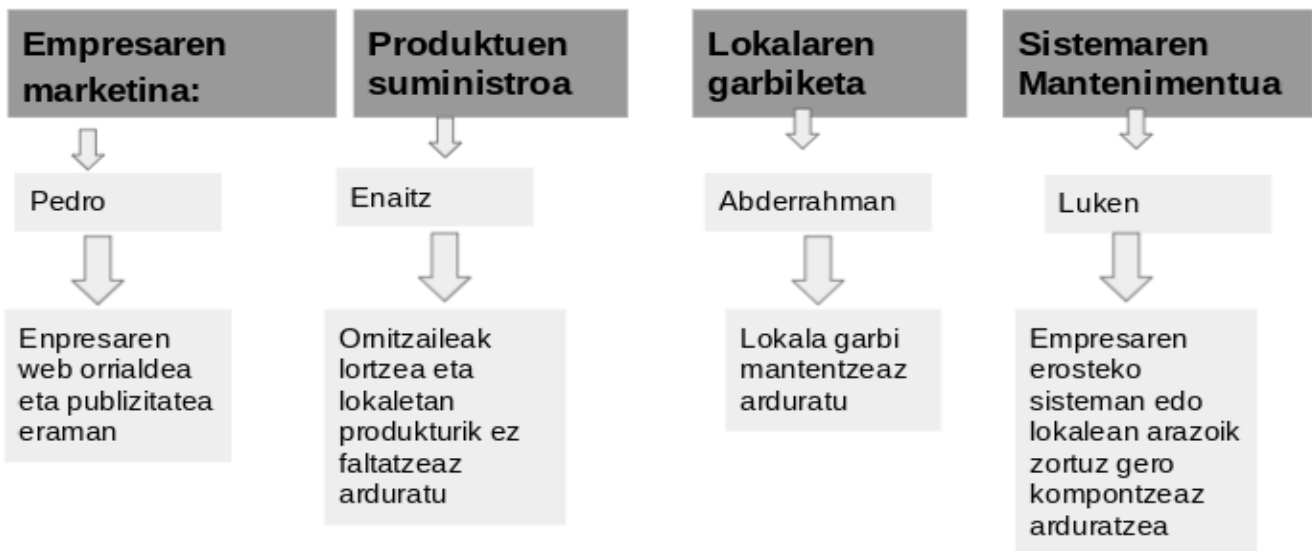 Empresaren
marketina:
Produktuen
suministroa
Lokalaren
garbiketa
Sistemaren
Mantenimentua
Pedro
Enaitz
Abderrahman
Luken
Enpresaren
web orrialdea
eta publizitatea
eraman
Ornitzaileak
lortzea eta
lokaletan
produkturik ez
faltatzeaz
arduratu
Lokala garbi
mantentzeaz
arduratu
Empresaren
erosteko
sisteman edo
lokalean arazoik
zortuz gero
kompontzeaz
arduratzea